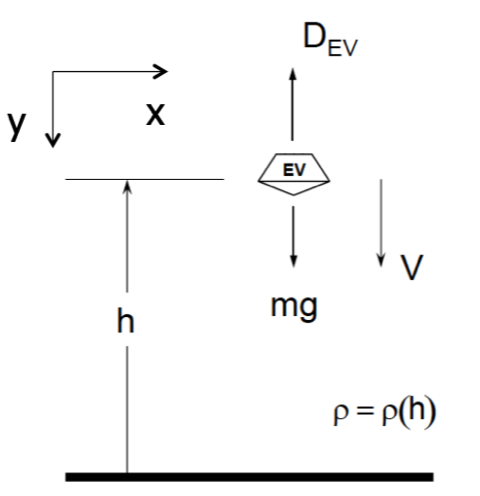 D_EV
x
y
EV
V
mg
h
ρ = ρ(h)